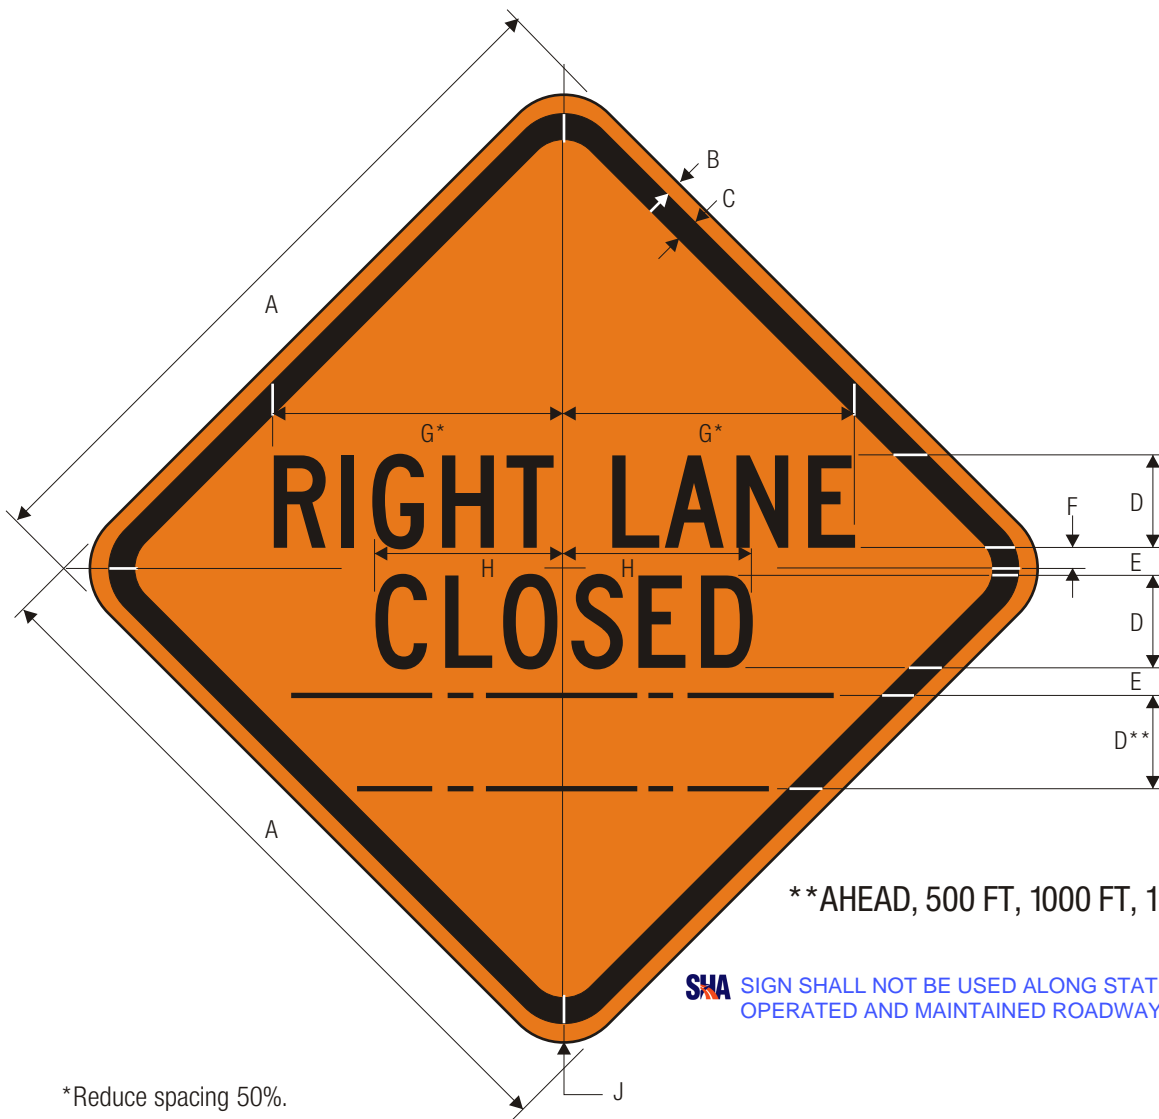 B
C
A
G* G*
RIGHT LANE
D
F
H H
E
CLOSED
D
E
D**
A
**AHEAD, 500 FT, 1000 FT, 1
SHA SIGN SHALL NOT BE USED ALONG STAT
OPERATED AND MAINTAINED ROADWAY
J
*Reduce spacing 50%.